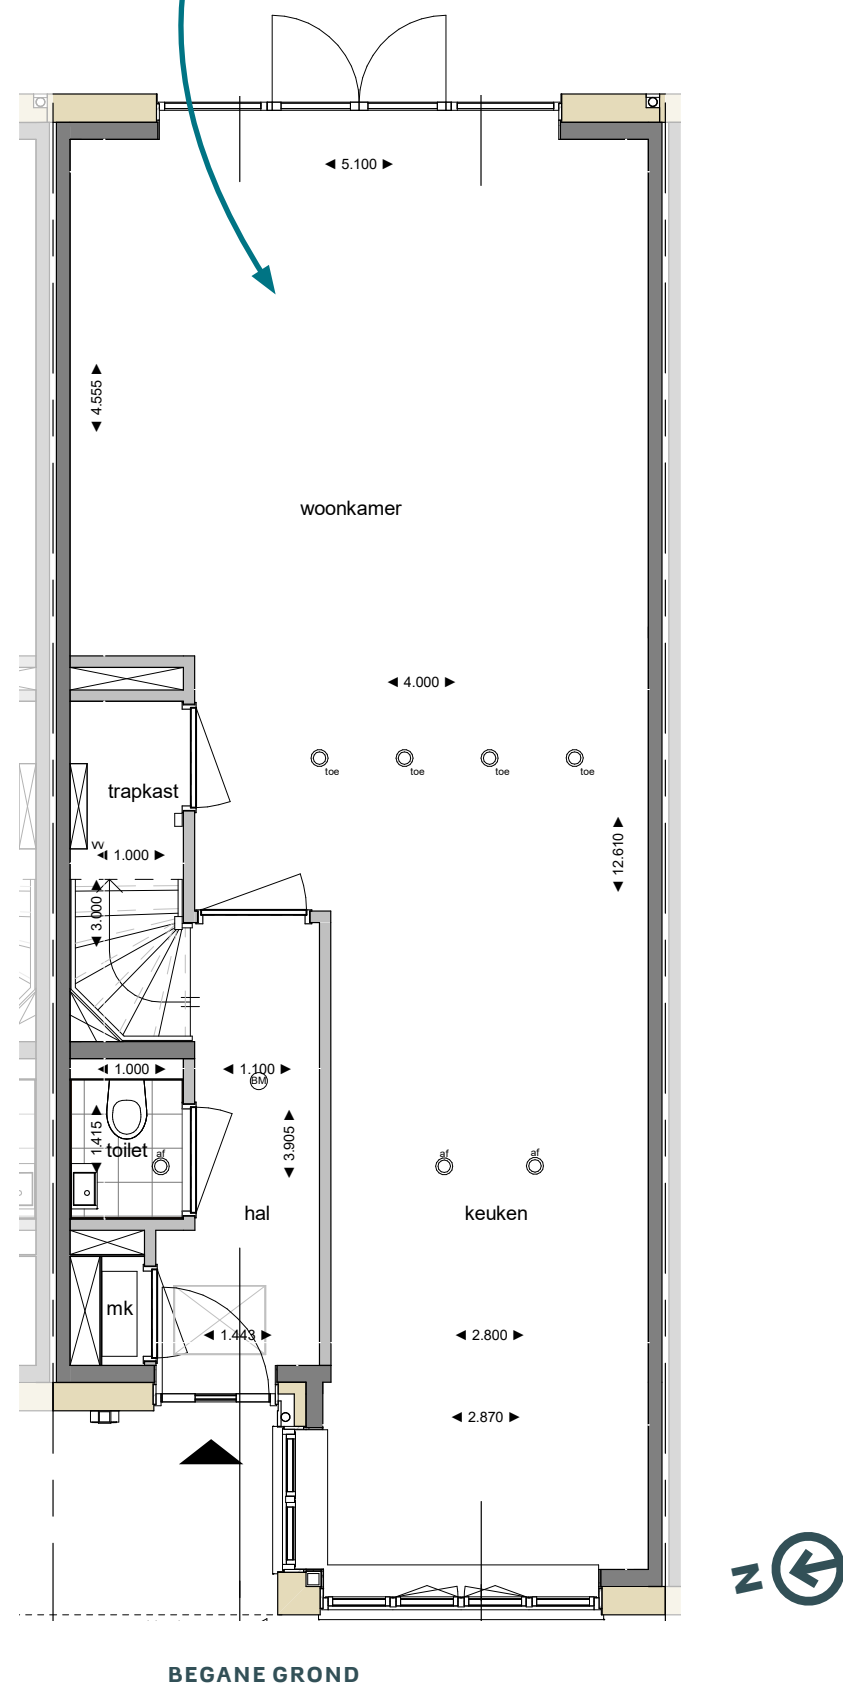 5.100
4.555
woonkamer
4.000
toe toe toe toe
trapkast
VV
1.000
12.610
3.000
1.000
1.100
BM
1.415
toilet
af
3.905
af af
hal
keuken
mk
1.443
2.800
2.870
N
BEGANE GROND